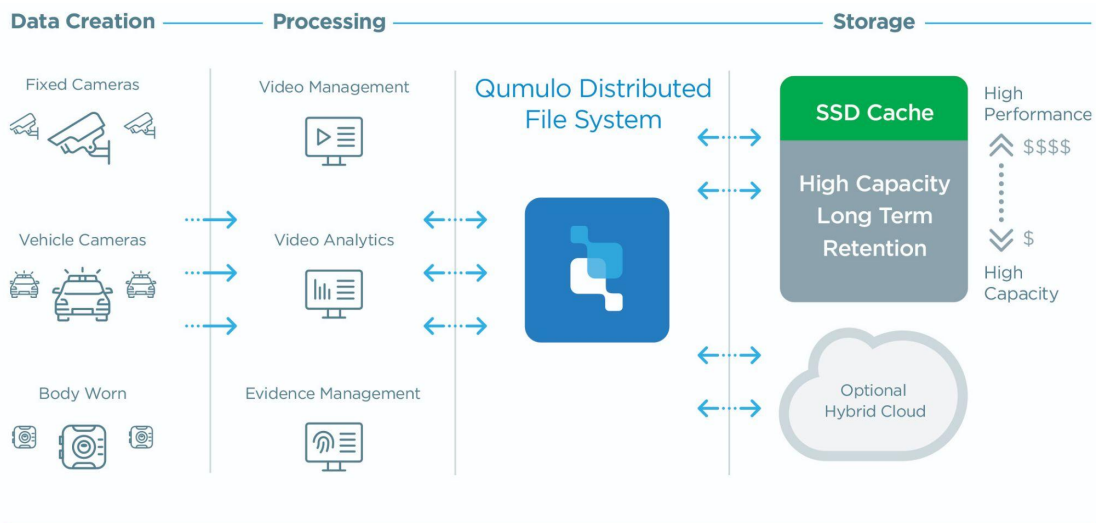 Data Creation
Processing
Storage
Fixed Cameras
Vehicle Cameras
Body Worn
Video Management
Video Analytics
Evidence Management
Qumulo Distributed
File System
SSD Cache
High Capacity
Long Term
Retention
High
Performance
$$$$
$
High
Capacity
Optional
Hybrid Cloud